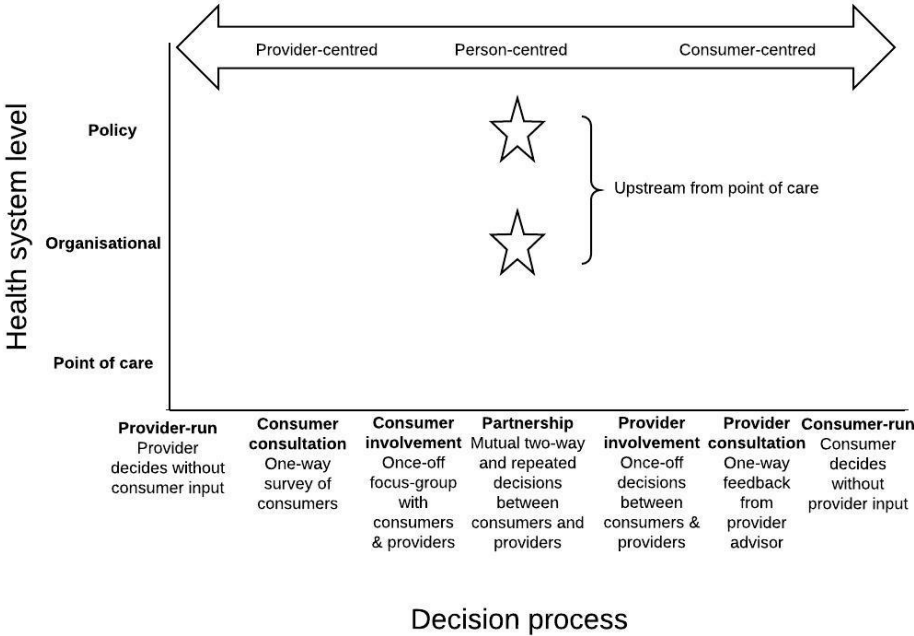 Provider-centred
Person-centred
Consumer-centred
Health system level
Policy
Organisational
Point of care
Upstream from point of care
Provider-run
Provider
decides without
consumer input
Consumer
consultation
One-way
survey of
consumers
Consumer
involvement
Once-off
focus-group
with
consumers
& providers
Partnership
Mutual two-way
and repeated
decisions
between
consumers and
providers
Provider
involvement
Once-off
decisions
between
consumers &
providers
Provider
consultation
One-way
feedback
from
provider
advisor
Consumer-run
Consumer
decides
without
provider input
Decision process